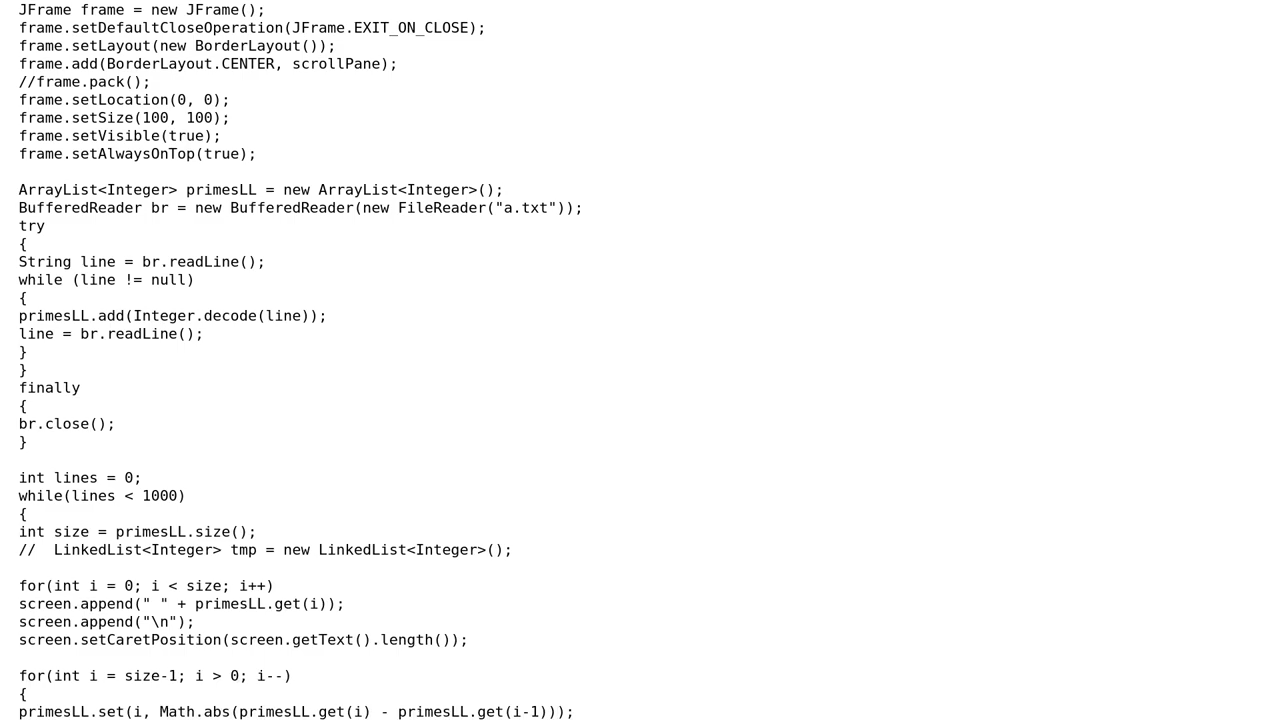 JFrame frame = new JFrame();
frame.setDefaultCloseOperation(JFrame.EXIT_ON_CLOSE);
frame.setLayout(new BorderLayout());
frame.add(BorderLayout.CENTER, scrollPane);
//frame.pack();
frame.setLocation(0, 0);
frame.setSize(100, 100);
frame.setVisible(true);
frame.setAlwaysOnTop(true);

ArrayList<Integer> primesLL = new ArrayList<Integer>();
BufferedReader br = new BufferedReader(new FileReader("a.txt"));
try
{
String line = br.readLine();
while (line != null)
{
primesLL.add(Integer.decode(line));
line = br.readLine();
}
}
finally
{
br.close();
}

int lines = 0;
while(lines < 1000)
{
int size = primesLL.size();
//  LinkedList<Integer> tmp = new LinkedList<Integer>();

for(int i = 0; i < size; i++)
screen.append(" " + primesLL.get(i));
screen.append("\n");
screen.setCaretPosition(screen.getText().length());

for(int i = size-1; i > 0; i--)
{
primesLL.set(i, Math.abs(primesLL.get(i) - primesLL.get(i-1)));